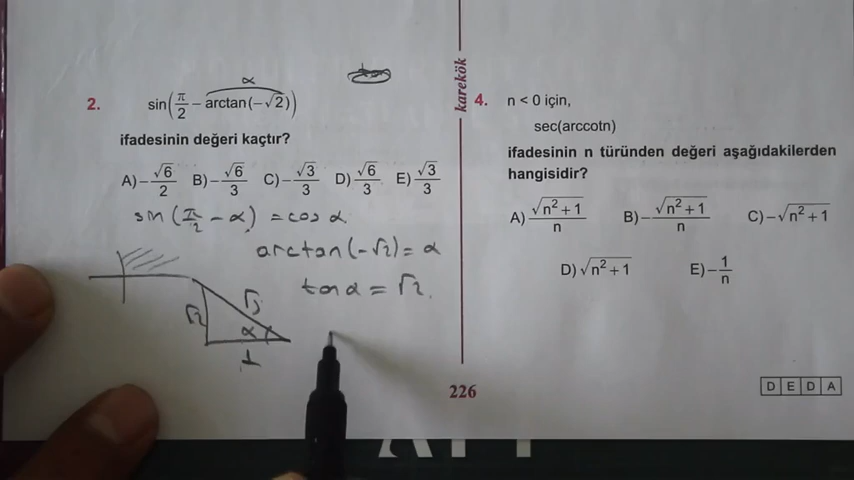 α
2. sin(π/2 − arctan(−√2))
ifadesinin değeri kaçtır?
A) −√6/2 B) −√6/3 C) −√3/3 D) √6/3 E) √3/3
sin(π/2 − α) = cos α
arctan(−√2) = α
tan α = √2.
√2 √3 α 1
karekök
4. n < 0 için,
sec(arccotn)
ifadesinin n türünden değeri aşağıdakilerden
hangisidir?
A) √(n²+1)/n B) −√(n²+1)/n C) −√(n²+1)
D) √(n²+1) E) −1/n
226
D E D A